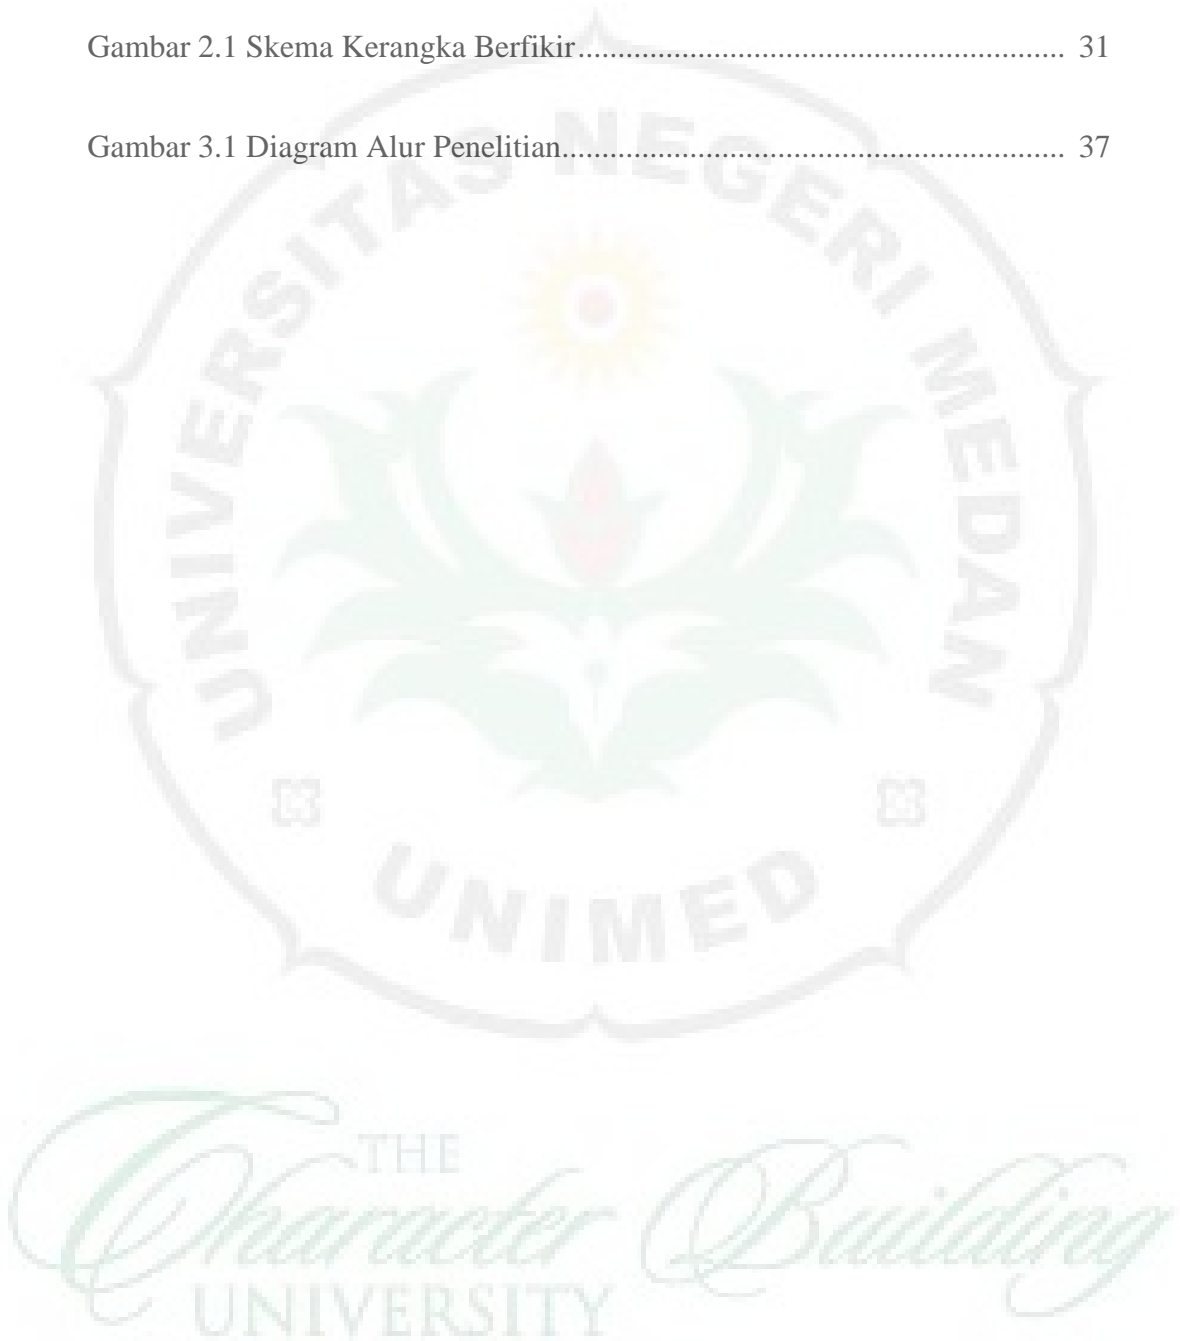 Gambar 2.1 Skema Kerangka Berfikir............................................................ 31
Gambar 3.1 Diagram Alur Penelitian.............................................................. 37
UNIVERSITAS NEGERI MEDAN
UNIMED
THE
Character Building
UNIVERSITY